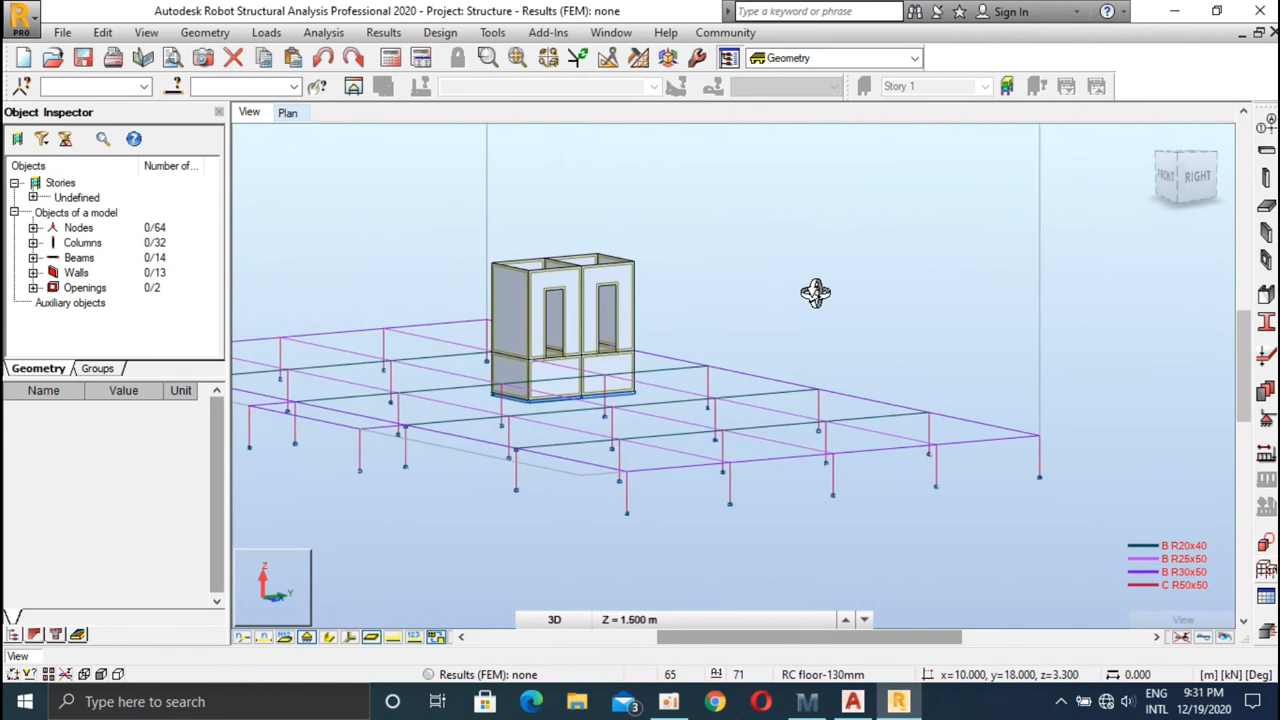 Autodesk Robot Structural Analysis Professional 2020 - Project: Structure - Results (FEM): none
Type a keyword or phrase
Sign In
PRO
File Edit View Geometry Loads Analysis Results Design Tools Add-Ins Window Help Community
Geometry
Story 1
Object Inspector
View Plan
Objects Number of...
Stories
Undefined
Objects of a model
Nodes 0/64
Columns 0/32
Beams 0/14
Walls 0/13
Openings 0/2
Auxiliary objects
Geometry Groups
Name Value Unit
FRONT RIGHT
Z
Y
B R20x40
B R25x50
B R30x50
C R50x50
View
3D Z = 1.500 m
View
Results (FEM): none 65 71 RC floor-130mm x=10.000, y=18.000, z=3.300 0.000 [m] [kN] [Deg]
Type here to search
3
ENG
INTL
9:31 PM
12/19/2020